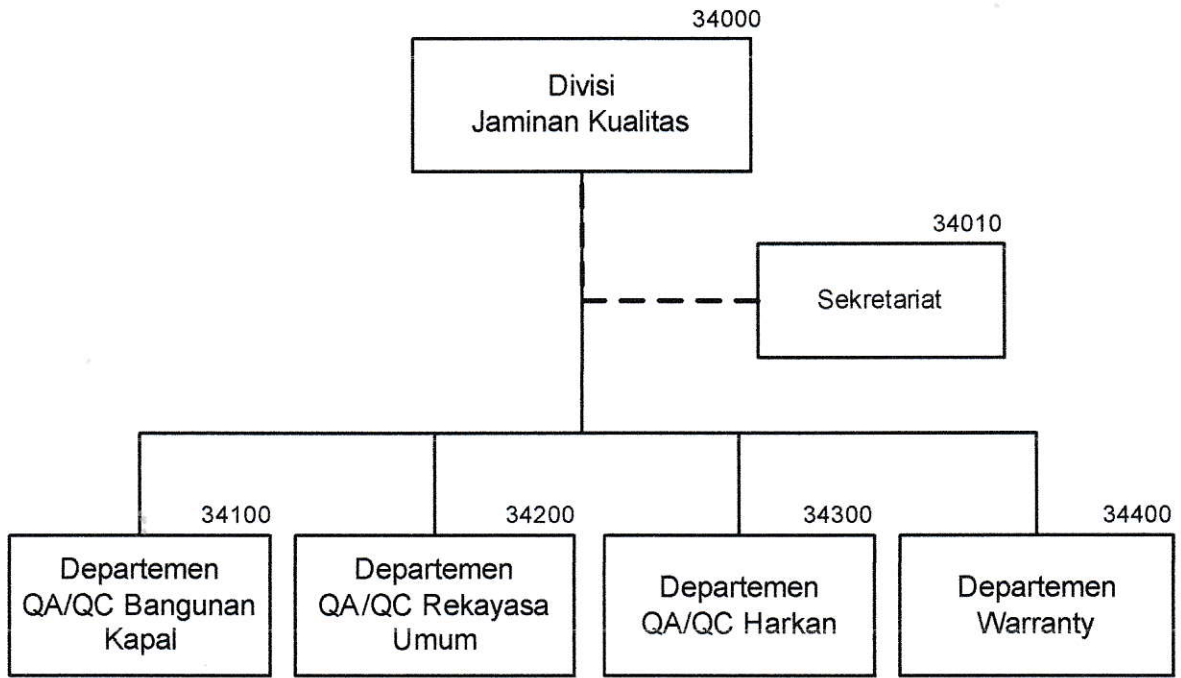 34000
Divisi
Jaminan Kualitas
34010
Sekretariat
34100
Departemen
QA/QC Bangunan
Kapal
34200
Departemen
QA/QC Rekayasa
Umum
34300
Departemen
QA/QC Harkan
34400
Departemen
Warranty